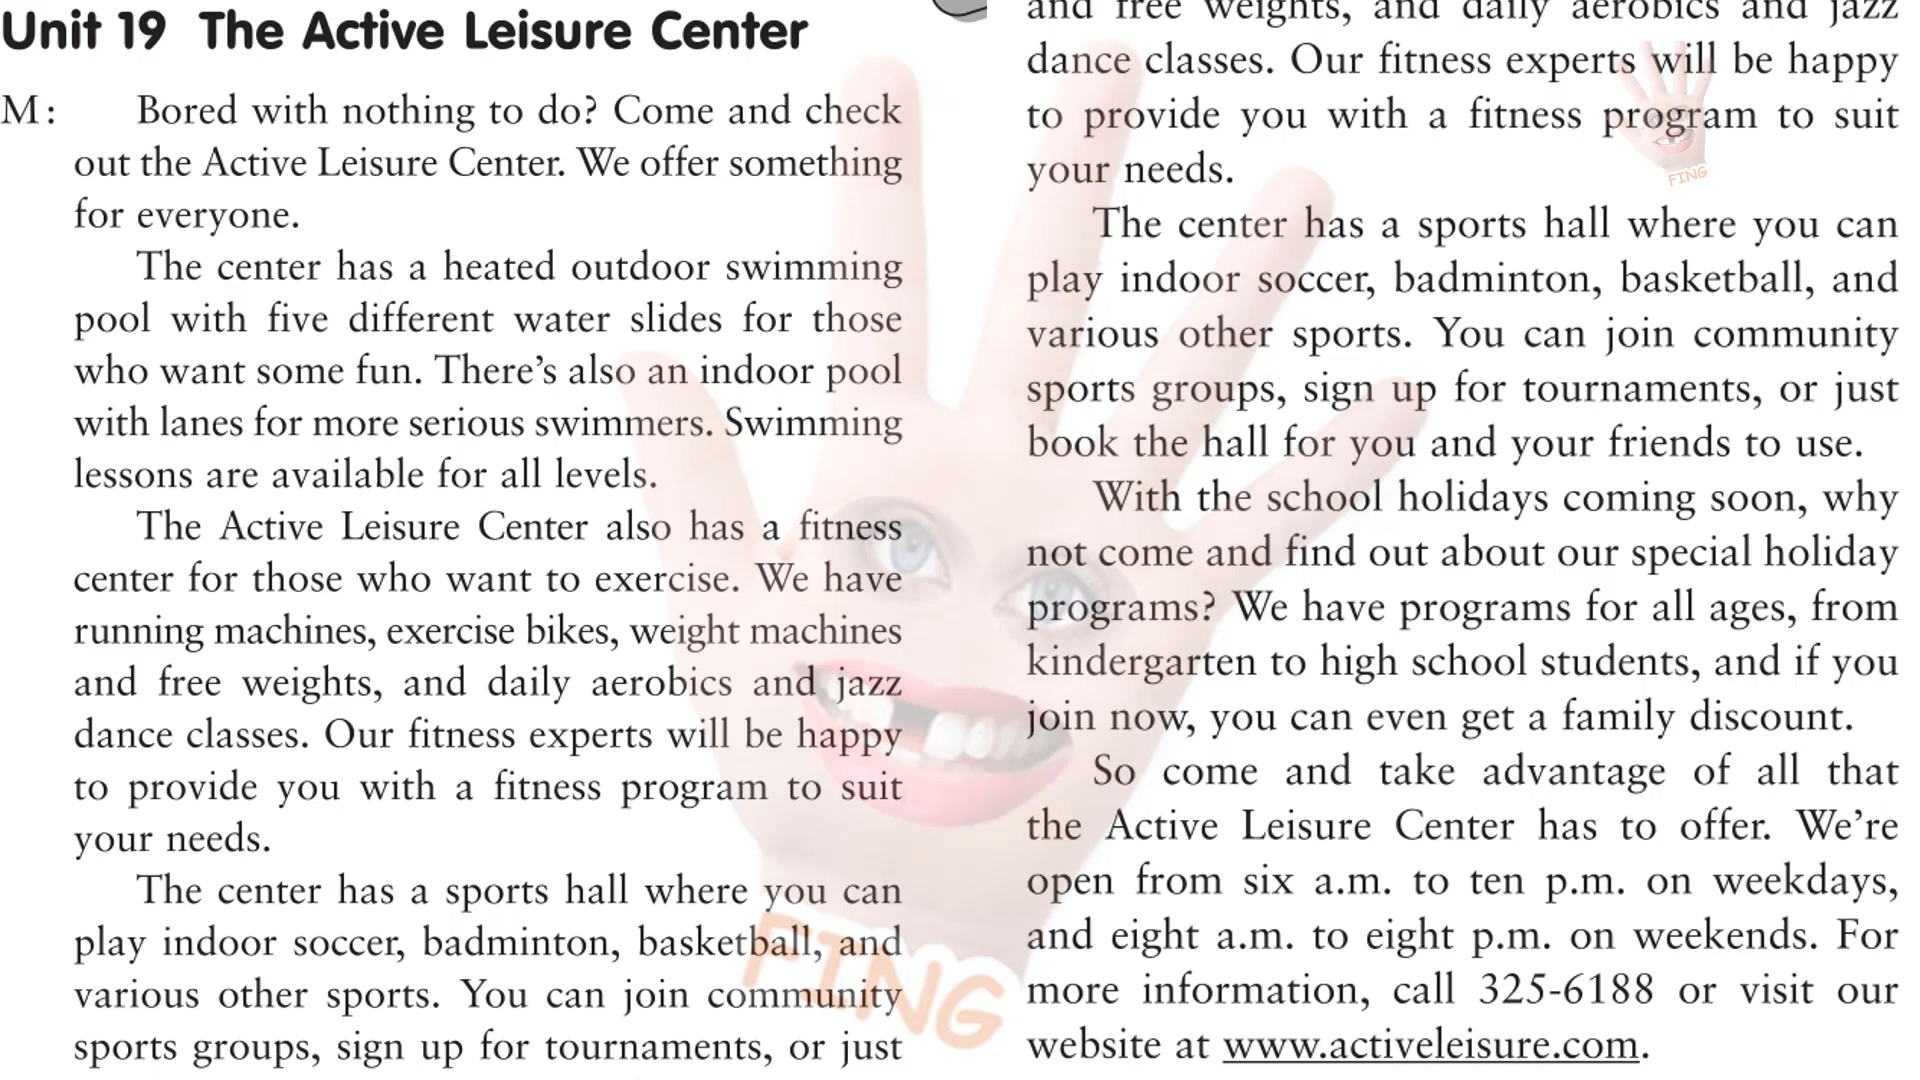 Unit 19 The Active Leisure Center
M: Bored with nothing to do? Come and check
out the Active Leisure Center. We offer something
for everyone.
The center has a heated outdoor swimming
pool with five different water slides for those
who want some fun. There's also an indoor pool
with lanes for more serious swimmers. Swimming
lessons are available for all levels.
The Active Leisure Center also has a fitness
center for those who want to exercise. We have
running machines, exercise bikes, weight machines
and free weights, and daily aerobics and jazz
dance classes. Our fitness experts will be happy
to provide you with a fitness program to suit
your needs.
The center has a sports hall where you can
play indoor soccer, badminton, basketball, and
various other sports. You can join community
sports groups, sign up for tournaments, or just
and free weights, and daily aerobics and jazz
dance classes. Our fitness experts will be happy
to provide you with a fitness program to suit
your needs.
The center has a sports hall where you can
play indoor soccer, badminton, basketball, and
various other sports. You can join community
sports groups, sign up for tournaments, or just
book the hall for you and your friends to use.
With the school holidays coming soon, why
not come and find out about our special holiday
programs? We have programs for all ages, from
kindergarten to high school students, and if you
join now, you can even get a family discount.
So come and take advantage of all that
the Active Leisure Center has to offer. We're
open from six a.m. to ten p.m. on weekdays,
and eight a.m. to eight p.m. on weekends. For
more information, call 325-6188 or visit our
website at www.activeleisure.com.
FING
FING